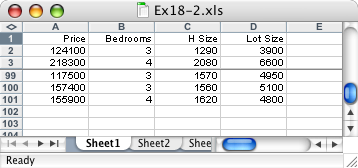 Ex18-2.xls
A B C D
1 Price Bedrooms H Size Lot Size
2 124100 3 1290 3900
3 218300 4 2080 6600
99 117500 3 1570 4950
100 157400 3 1560 5100
101 155900 4 1620 4800
102
103
Sheet1 Sheet2 Shee
Ready